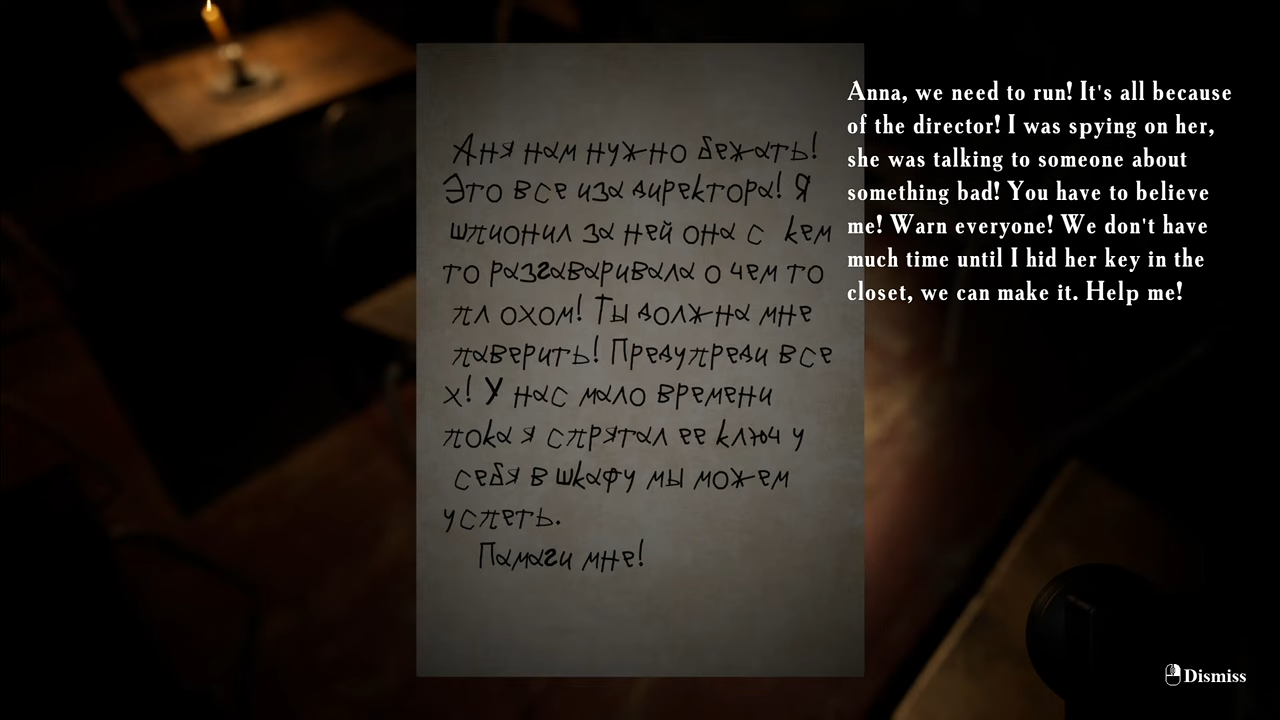 Аня нам нужно бежать!
Это все иза директора! Я
шпионил за ней она с кем
то разгаваривала о чем то
пл охом! Ты должна мне
паверить! Предупреди все
х! У нас мало времени
пока я спрятал ее ключ у
себя в шкафу мы можем
успеть.
Памаги мне!
Anna, we need to run! It's all because
of the director! I was spying on her,
she was talking to someone about
something bad! You have to believe
me! Warn everyone! We don't have
much time until I hid her key in the
closet, we can make it. Help me!
Dismiss